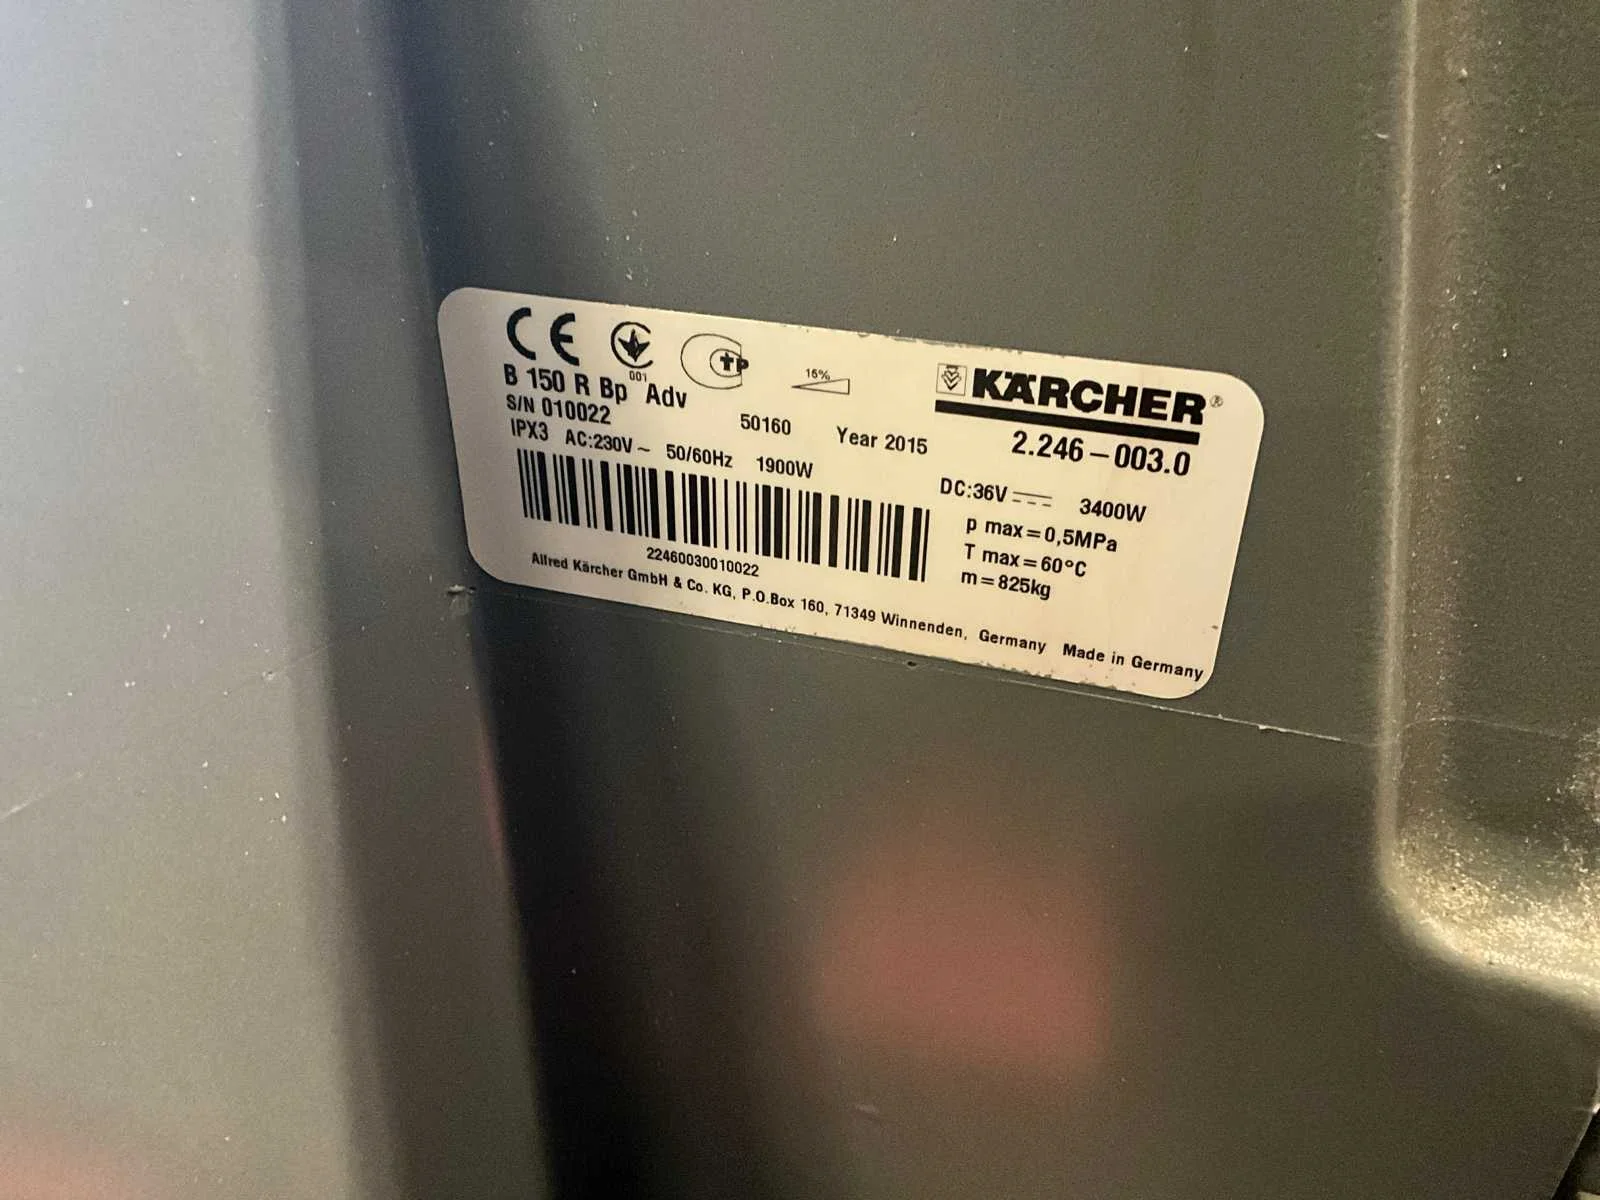 CE 001 TP 15%
KÄRCHER®
B 150 R Bp Adv
S/N 010022 50160 Year 2015 2.246-003.0
IPX3 AC:230V~ 50/60Hz 1900W DC:36V 3400W
p max=0,5MPa
T max=60°C
m=825kg
22460030010022
Alfred Kärcher GmbH & Co. KG, P.O.Box 160, 71349 Winnenden, Germany Made in Germany